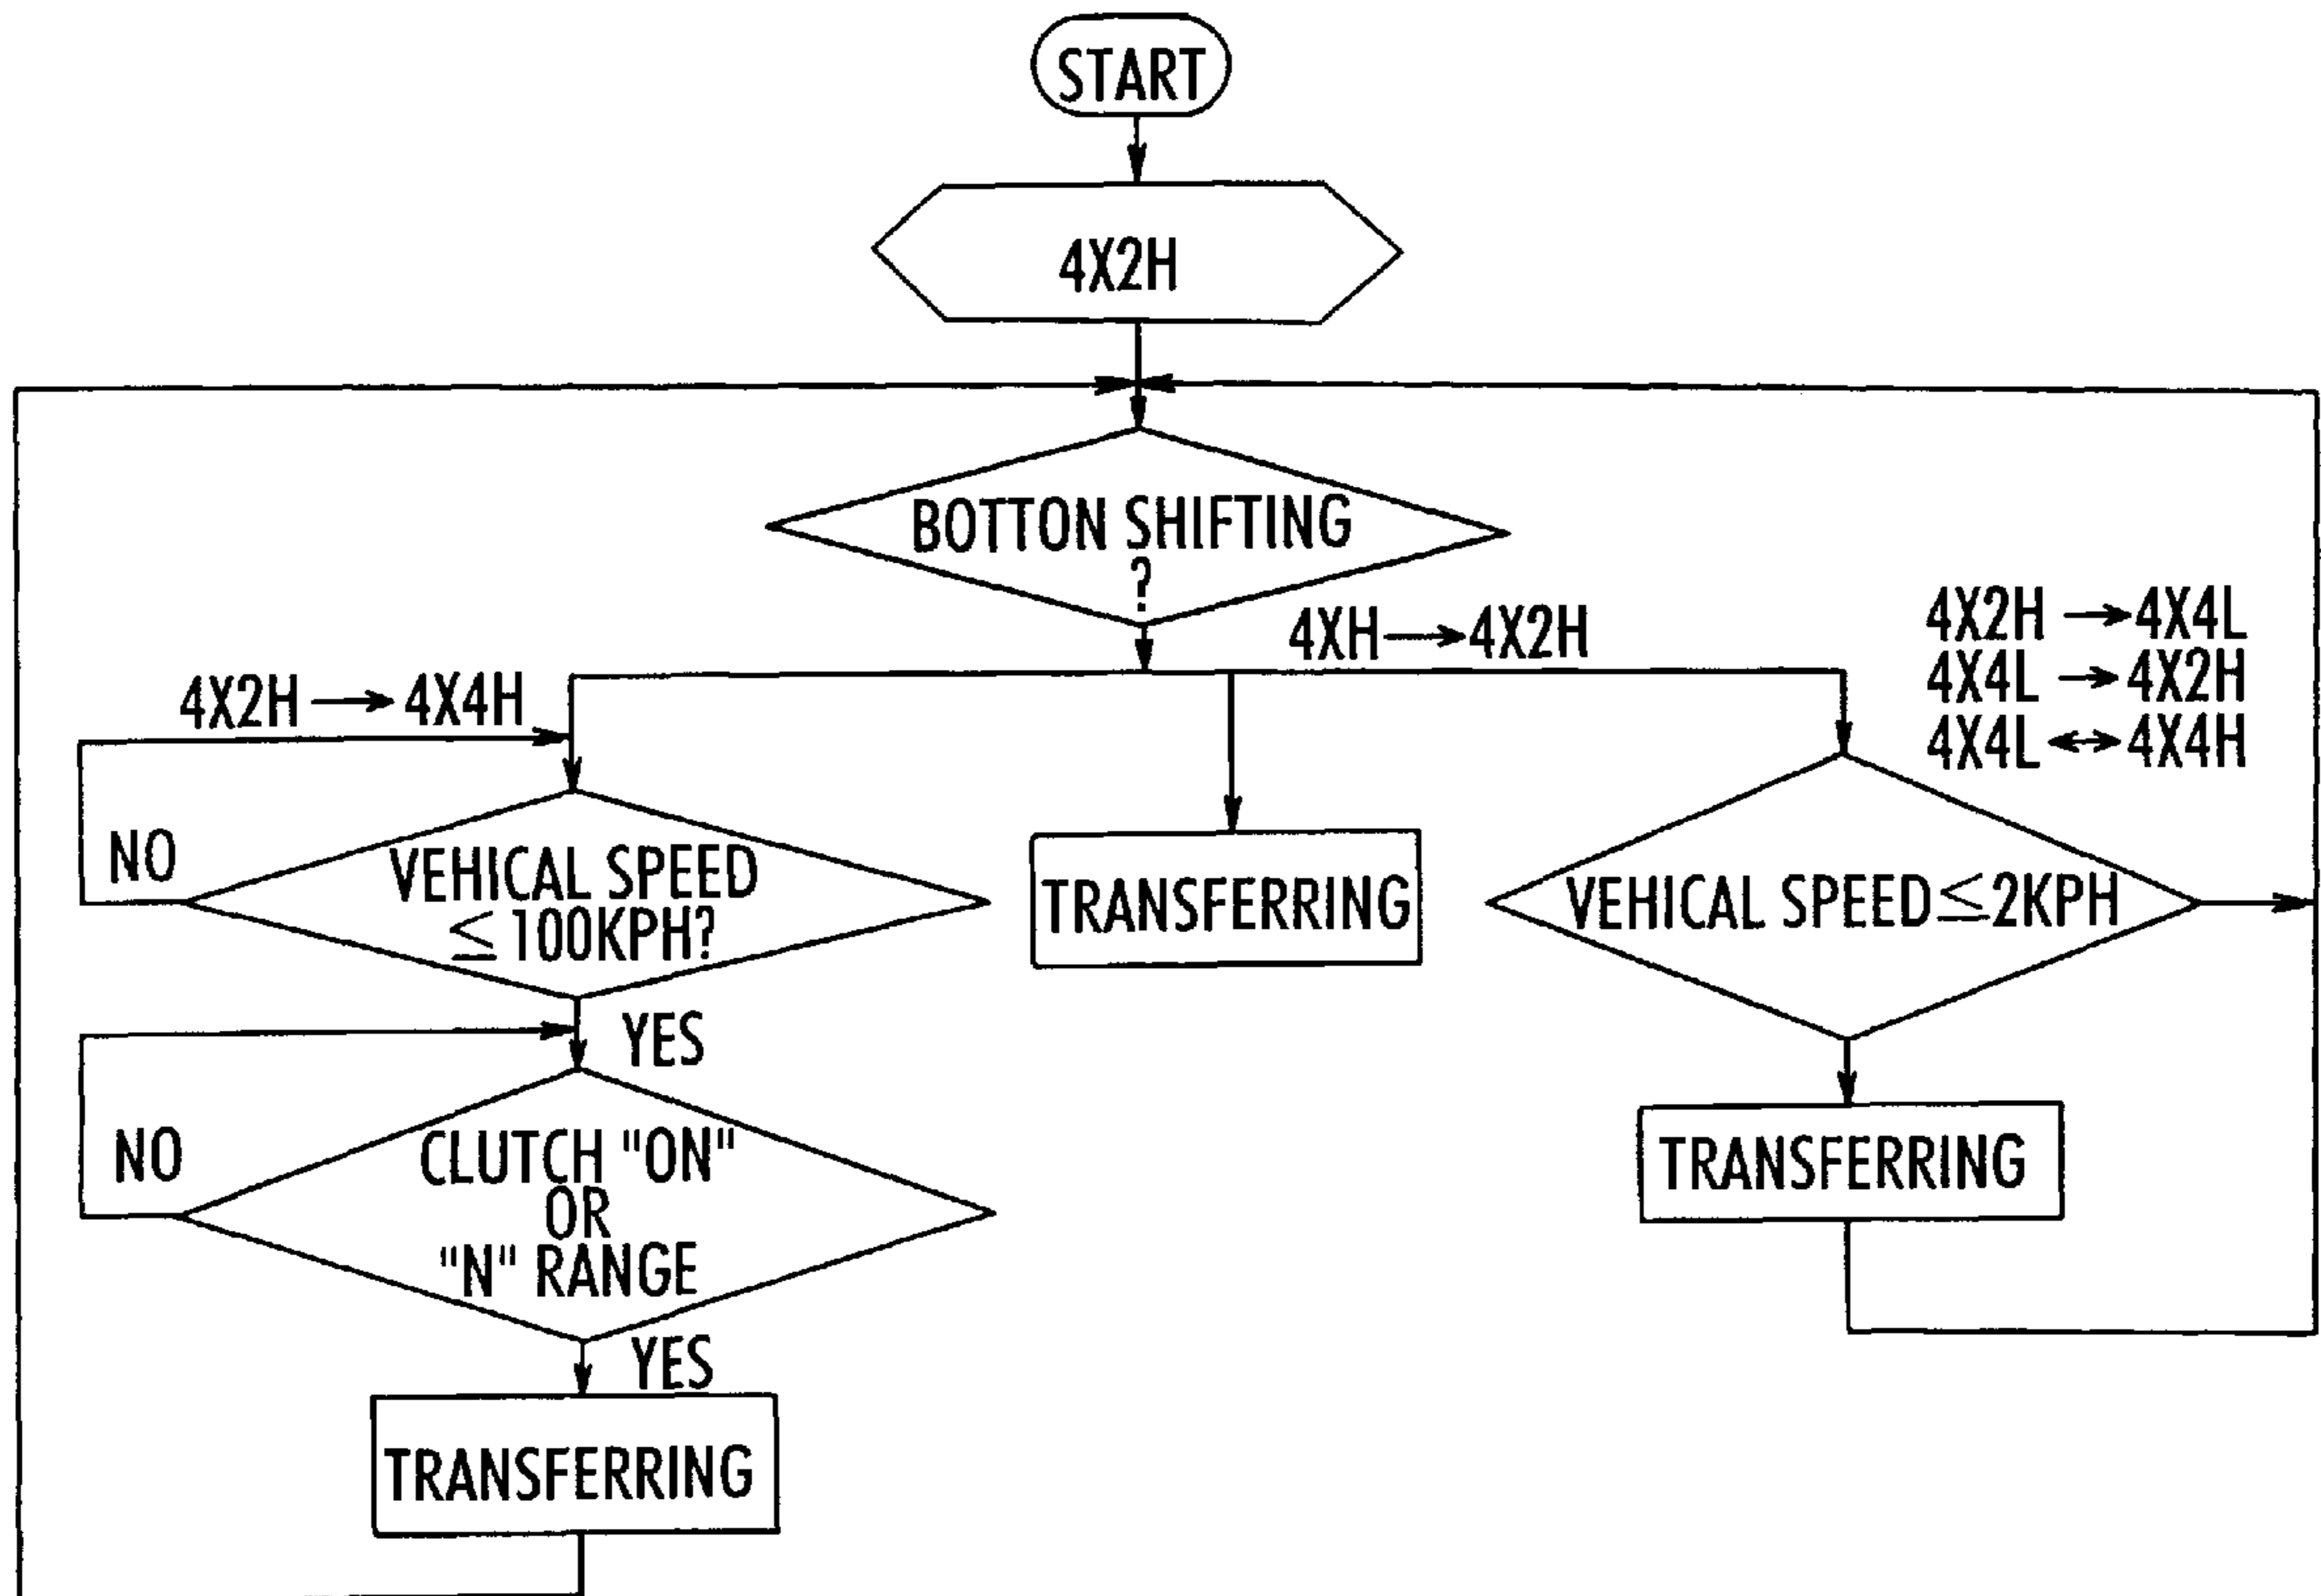 START
4X2H
BOTTON SHIFTING
?
4XH→4X2H
4X2H→4X4L
4X4L→4X2H
4X4L↔4X4H
4X2H→4X4H
NO
VEHICAL SPEED
≤100KPH?
TRANSFERRING
VEHICAL SPEED≤2KPH
YES
NO
CLUTCH "ON"
OR
"N" RANGE
TRANSFERRING
YES
TRANSFERRING